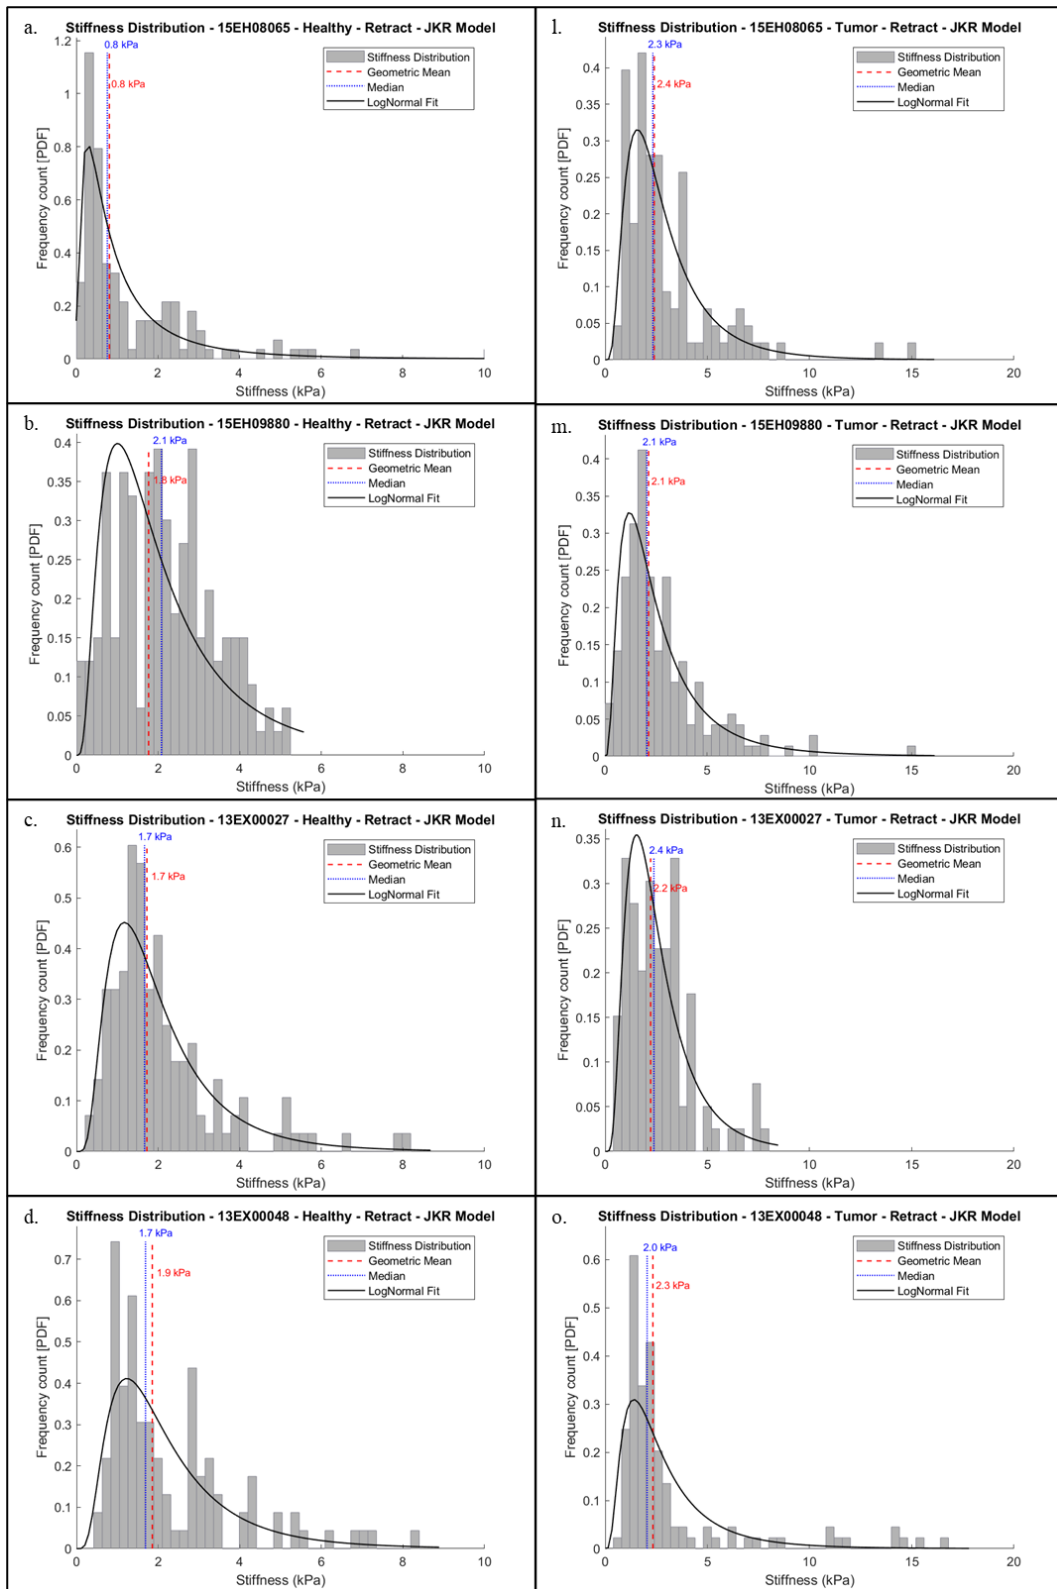 a.
Stiffness Distribution - 15EH08065 - Healthy - Retract - JKR Model
0.8 kPa
0.8 kPa
Stiffness Distribution
Geometric Mean
Median
LogNormal Fit
Frequency count [PDF]
1.2
1
0.8
0.6
0.4
0.2
0
0 2 4 6 8 10
Stiffness (kPa)
l.
Stiffness Distribution - 15EH08065 - Tumor - Retract - JKR Model
2.3 kPa
2.4 kPa
Stiffness Distribution
Geometric Mean
Median
LogNormal Fit
Frequency count [PDF]
0.4
0.35
0.3
0.25
0.2
0.15
0.1
0.05
0
0 5 10 15 20
Stiffness (kPa)
b.
Stiffness Distribution - 15EH09880 - Healthy - Retract - JKR Model
2.1 kPa
1.8 kPa
Stiffness Distribution
Geometric Mean
Median
LogNormal Fit
Frequency count [PDF]
0.4
0.35
0.3
0.25
0.2
0.15
0.1
0.05
0
0 2 4 6 8 10
Stiffness (kPa)
m.
Stiffness Distribution - 15EH09880 - Tumor - Retract - JKR Model
2.1 kPa
2.1 kPa
Stiffness Distribution
Geometric Mean
Median
LogNormal Fit
Frequency count [PDF]
0.4
0.35
0.3
0.25
0.2
0.15
0.1
0.05
0
0 5 10 15 20
Stiffness (kPa)
c.
Stiffness Distribution - 13EX00027 - Healthy - Retract - JKR Model
1.7 kPa
1.7 kPa
Stiffness Distribution
Geometric Mean
Median
LogNormal Fit
Frequency count [PDF]
0.6
0.5
0.4
0.3
0.2
0.1
0
0 2 4 6 8 10
Stiffness (kPa)
n.
Stiffness Distribution - 13EX00027 - Tumor - Retract - JKR Model
2.4 kPa
2.2 kPa
Stiffness Distribution
Geometric Mean
Median
LogNormal Fit
Frequency count [PDF]
0.35
0.3
0.25
0.2
0.15
0.1
0.05
0
0 5 10 15 20
Stiffness (kPa)
d.
Stiffness Distribution - 13EX00048 - Healthy - Retract - JKR Model
1.7 kPa
1.9 kPa
Stiffness Distribution
Geometric Mean
Median
LogNormal Fit
Frequency count [PDF]
0.7
0.6
0.5
0.4
0.3
0.2
0.1
0
0 2 4 6 8 10
Stiffness (kPa)
o.
Stiffness Distribution - 13EX00048 - Tumor - Retract - JKR Model
2.0 kPa
2.3 kPa
Stiffness Distribution
Geometric Mean
Median
LogNormal Fit
Frequency count [PDF]
0.6
0.5
0.4
0.3
0.2
0.1
0
0 5 10 15 20
Stiffness (kPa)